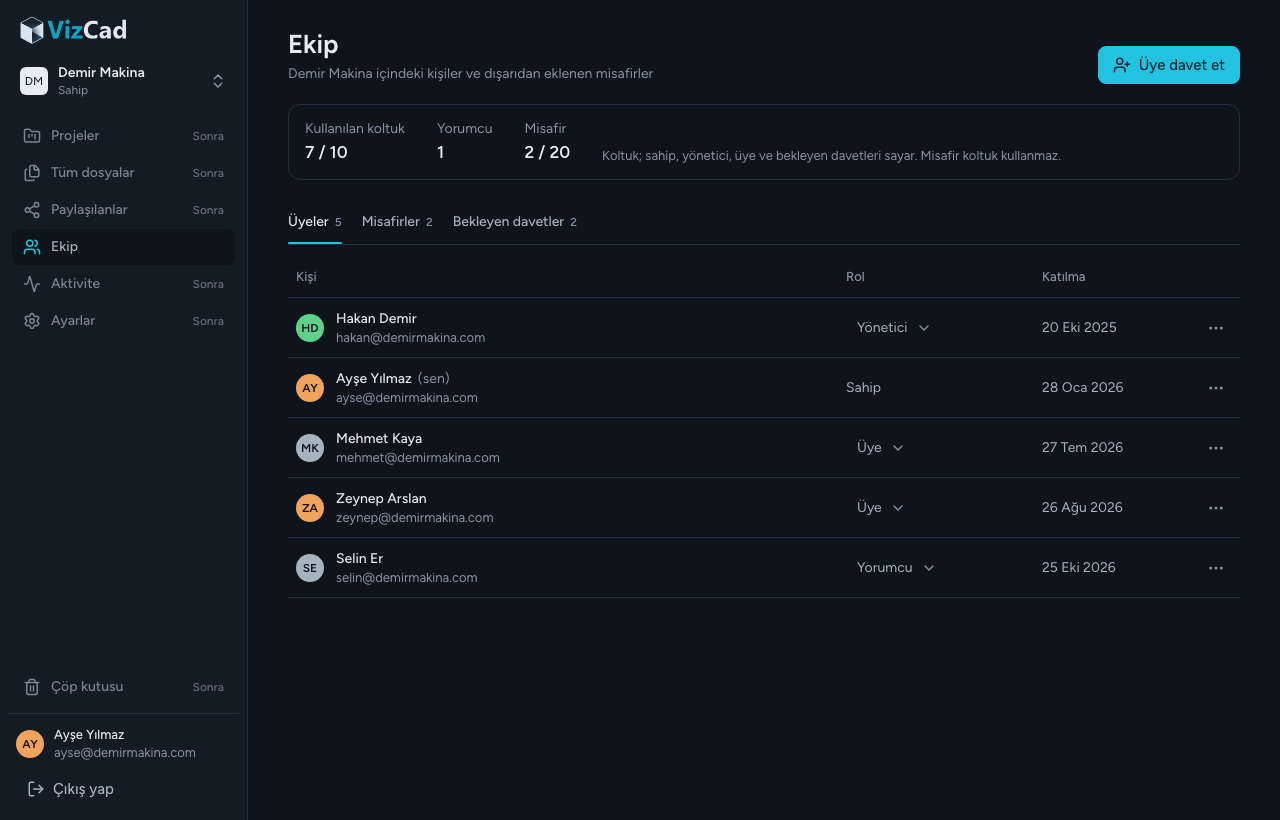 VizCad
DM
Demir Makina
Sahip
Projeler Sonra
Tüm dosyalar Sonra
Paylaşılanlar Sonra
Ekip
Aktivite Sonra
Ayarlar Sonra
Çöp kutusu Sonra
AY
Ayşe Yılmaz
ayse@demirmakina.com
Çıkış yap
Ekip
Demir Makina içindeki kişiler ve dışarıdan eklenen misafirler
Üye davet et
Kullanılan koltuk Yorumcu Misafir
7 / 10 1 2 / 20 Koltuk; sahip, yönetici, üye ve bekleyen davetleri sayar. Misafir koltuk kullanmaz.
Üyeler 5 Misafirler 2 Bekleyen davetler 2
Kişi Rol Katılma
HD Hakan Demir Yönetici 20 Eki 2025
hakan@demirmakina.com
AY Ayşe Yılmaz (sen) Sahip 28 Oca 2026
ayse@demirmakina.com
MK Mehmet Kaya Üye 27 Tem 2026
mehmet@demirmakina.com
ZA Zeynep Arslan Üye 26 Ağu 2026
zeynep@demirmakina.com
SE Selin Er Yorumcu 25 Eki 2026
selin@demirmakina.com